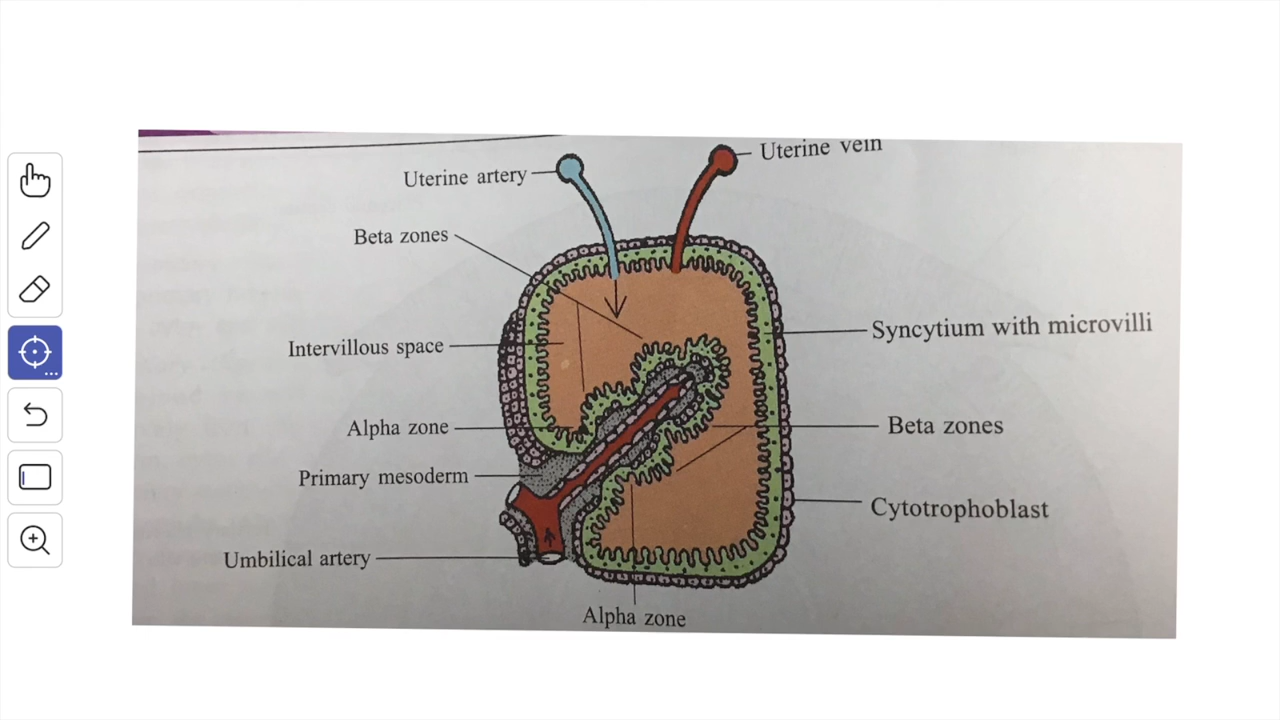 Uterine artery
Uterine vein
Beta zones
Intervillous space
Syncytium with microvilli
Alpha zone
Beta zones
Primary mesoderm
Cytotrophoblast
Umbilical artery
Alpha zone